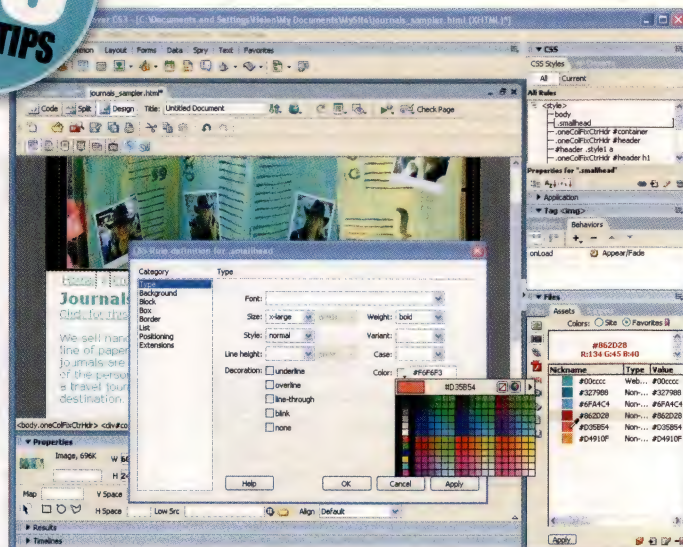 TIPS
ver CS3 - [C:\Documents and Settings\Helen\My Documents\MySite\journals_sampler.html (XHTML)*]
Layout Forms Data Spry Text Favorites
journals_sampler.html*
Code Split Design Title: Untitled Document Check Page
Journals
Click for
We sell hand
line of paper
journals are
of the person
a travel jour
destination.
<body.oneColFixCtrHdr> <div#co
Properties
Image, 696K W
H
Map V Space
H Space Low Src Align Default
Results
Timelines
CSS Rule definition for .smallhead
Category
Type
Background
Block
Box
Border
List
Positioning
Extensions
Type
Font:
Size: x-large Weight: bold
Style: normal Variant:
Line height: Case:
Decoration: underline Color: #F6F6F3
overline
line-through
blink
none
#D35B54
Help OK Cancel Apply
CSS
CSS Styles
All Current
All Rules
<style>
body
.smallhead
.oneColFixCtrHdr #container
.oneColFixCtrHdr #header
#header .style1 a
.oneColFixCtrHdr #header h1
Properties for ".smallhead"
Application
Tag <img>
Behaviors
onLoad Appear/Fade
Files
Assets
Colors: Site Favorites
#862D28
R:134 G:45 B:40
Nickname Type Value
#00cccc Web... #00cccc
#327988 Non-... #327988
#6FA4C4 Non-... #6FA4C4
#862D28 Non-... #862D28
#D35B54 Non-... #D35B54
#D4910F Non-... #D4910F
Apply